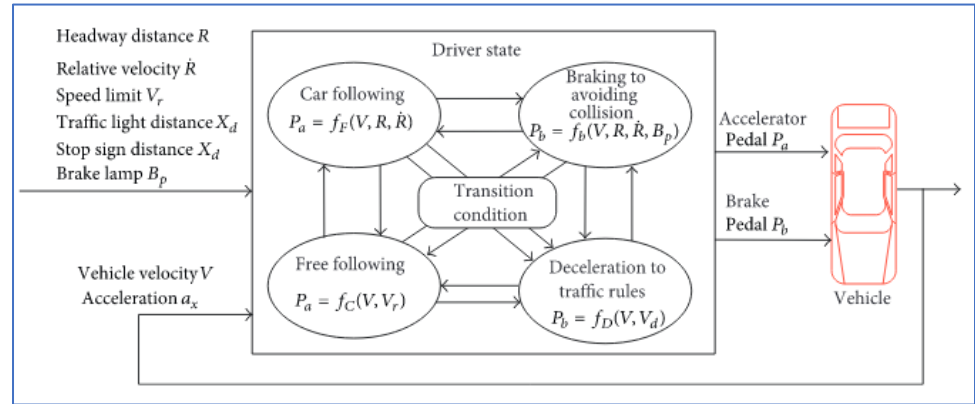 Headway distance R
Relative velocity Ṙ
Speed limit V_r
Traffic light distance X_d
Stop sign distance X_d
Brake lamp B_p
Vehicle velocity V
Acceleration a_x
Driver state
Car following
P_a = f_F(V, R, Ṙ)
Braking to
avoiding
collision
P_b = f_b(V, R, Ṙ, B_p)
Transition
condition
Free following
P_a = f_C(V, V_r)
Deceleration to
traffic rules
P_b = f_D(V, V_d)
Accelerator
Pedal P_a
Brake
Pedal P_b
Vehicle